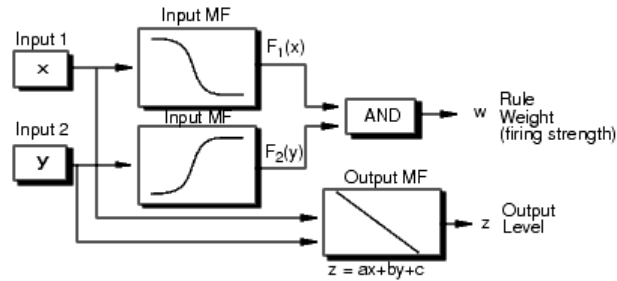 Input MF
Input 1
x
F1(x)
Input MF
Input 2
y
F2(y)
AND
w
Rule
Weight
(firing strength)
Output MF
z
Output
Level
z = ax+by+c